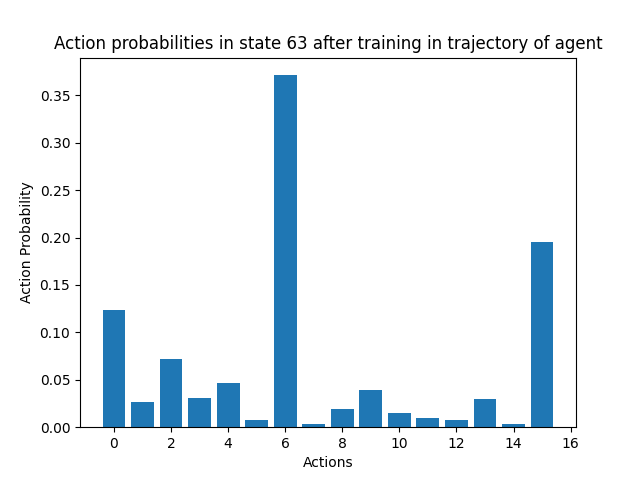 Action probabilities in state 63 after training in trajectory of agent
0.35
0.30
0.25
0.20
0.15
0.10
0.05
0.00
Action Probability
0 2 4 6 8 10 12 14 16
Actions